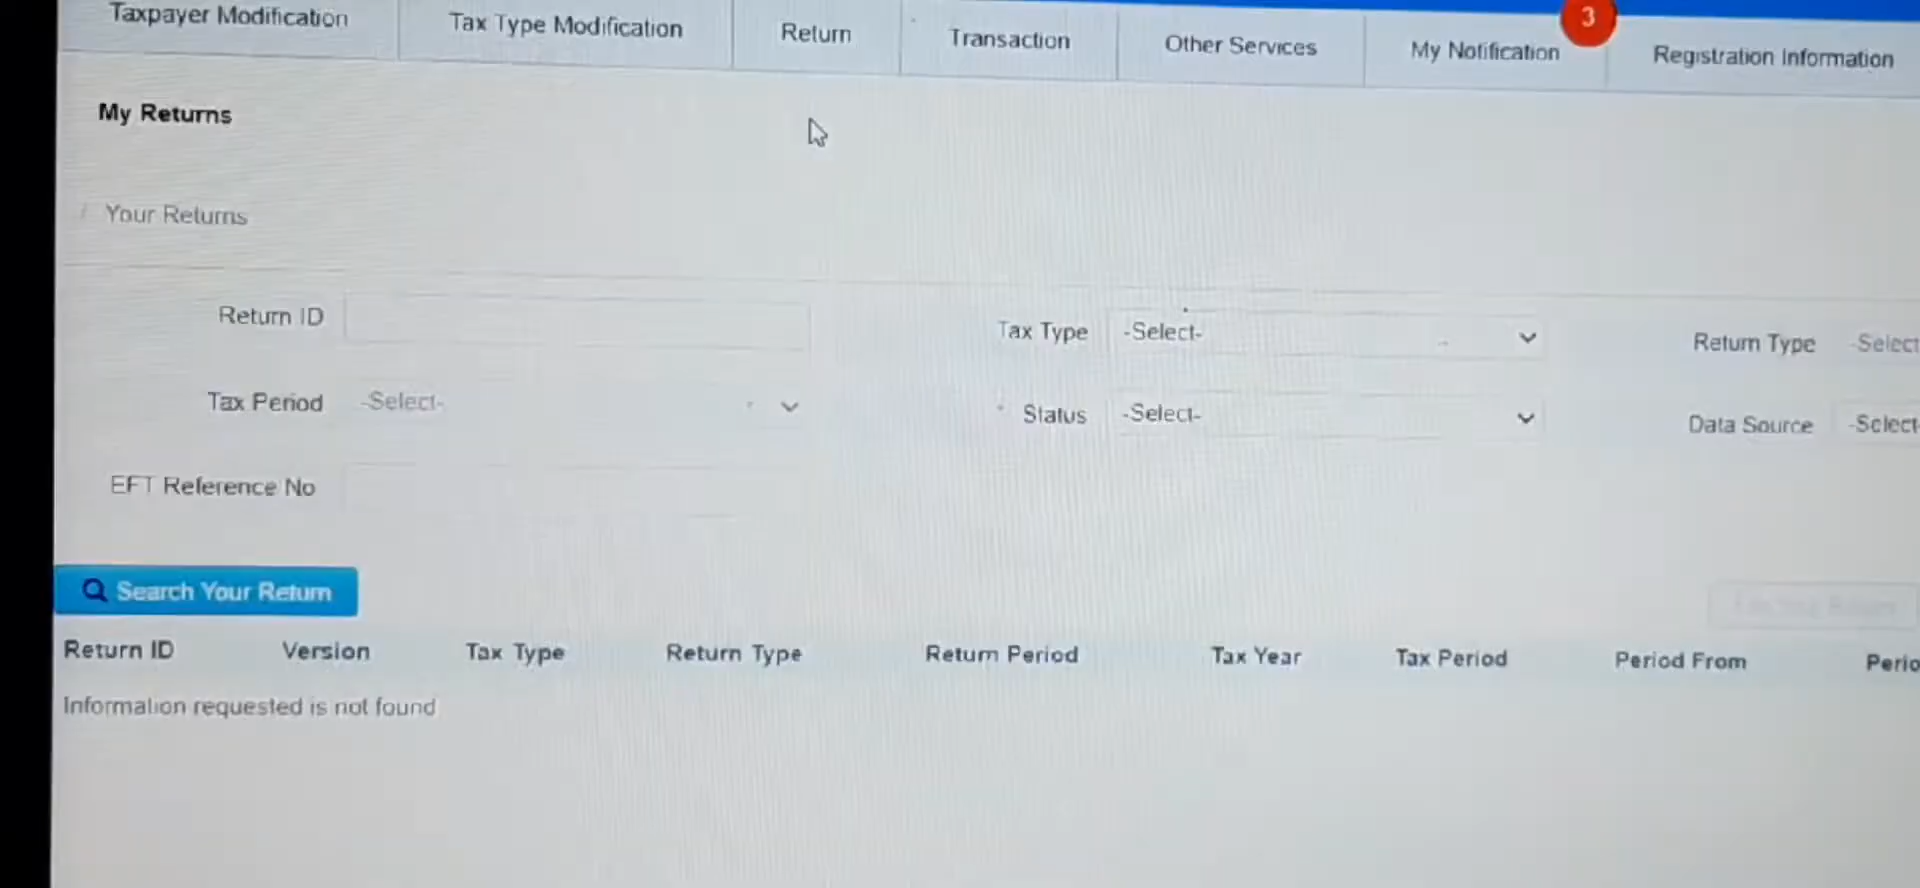 Taxpayer Modification Tax Type Modification Return Transaction Other Services My Notification 3 Registration Information
My Returns
/ Your Returns
Return ID Tax Type -Select- Return Type -Select
Tax Period -Select- Status -Select- Data Source -Select-
EFT Reference No
Search Your Return
Return ID Version Tax Type Return Type Return Period Tax Year Tax Period Period From Perio
Information requested is not found